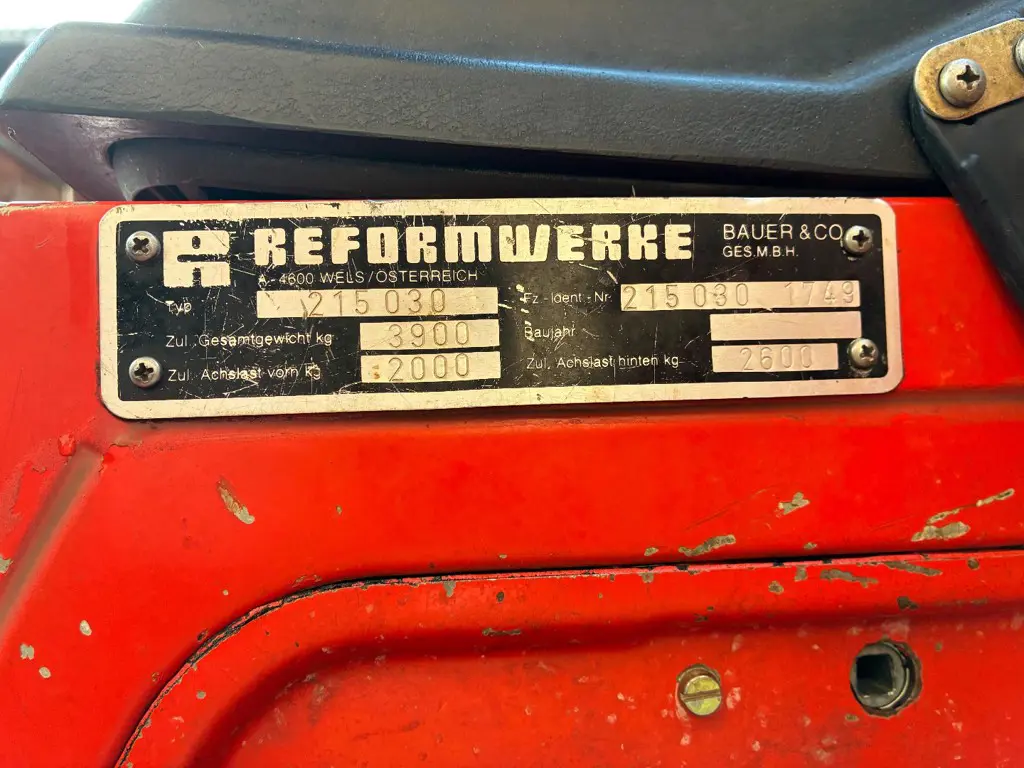 REFORMWERKE BAUER & CO.
GES.M.B.H.
A-4600 WELS/ÖSTERREICH
Typ 215 030 Fz.-Ident.-Nr. 215 030 1749
Zul. Gesamtgewicht kg 3900 Baujahr
Zul. Achslast vorn kg 2000 Zul. Achslast hinten kg 2600